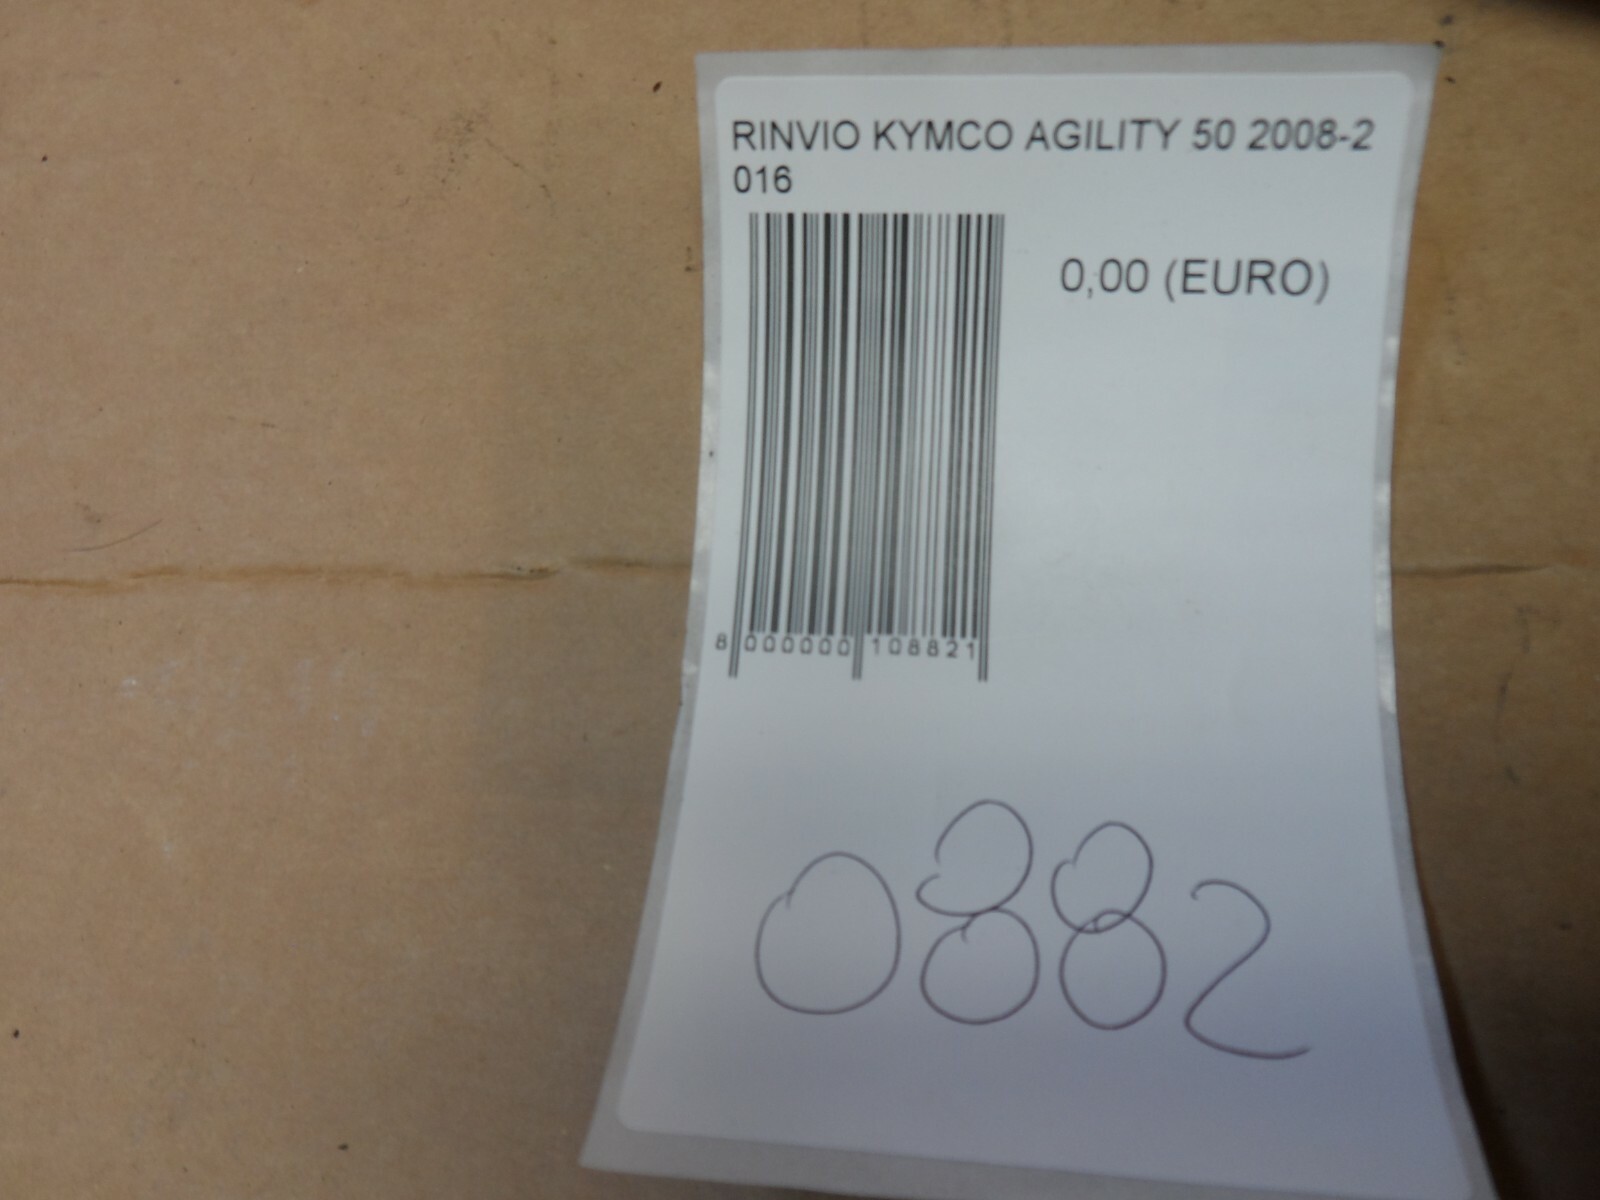 RINVIO KYMCO AGILITY 50 2008-2
016
0,00 (EURO)
8 000000 108821
0882